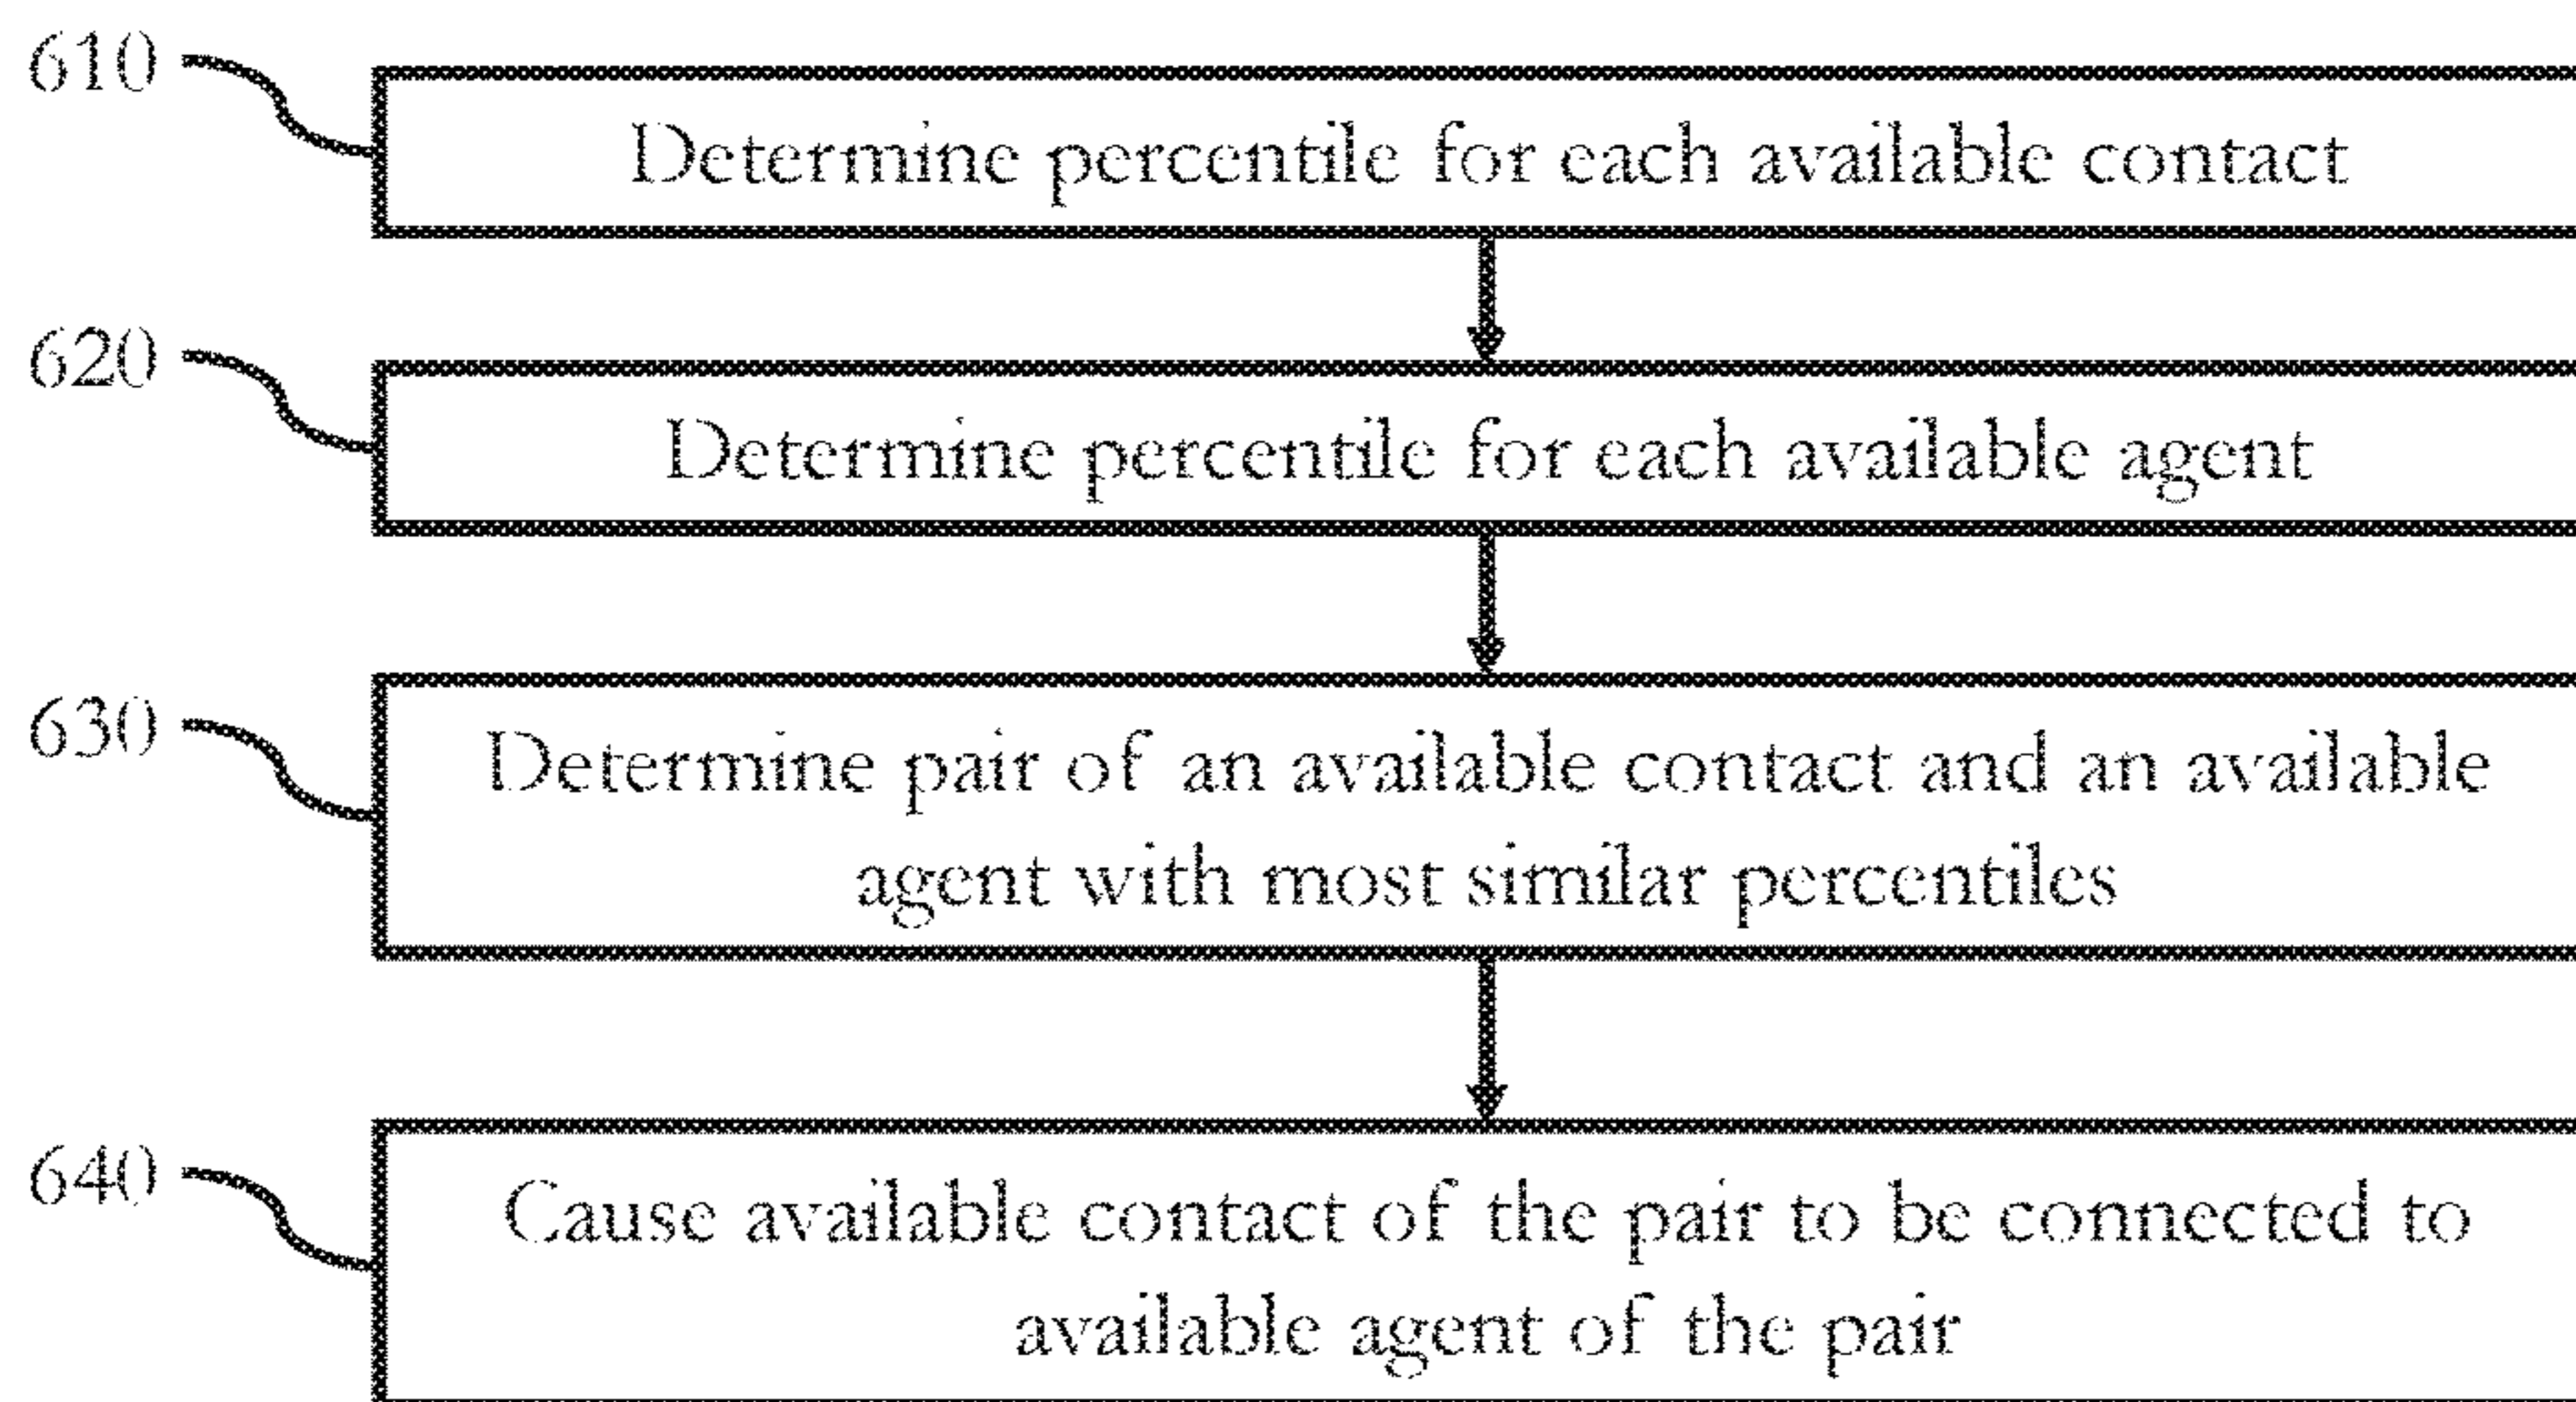 610
Determine percentile for each available contact
620
Determine percentile for each available agent
630
Determine pair of an available contact and an available
agent with most similar percentiles
640
Cause available contact of the pair to be connected to
available agent of the pair